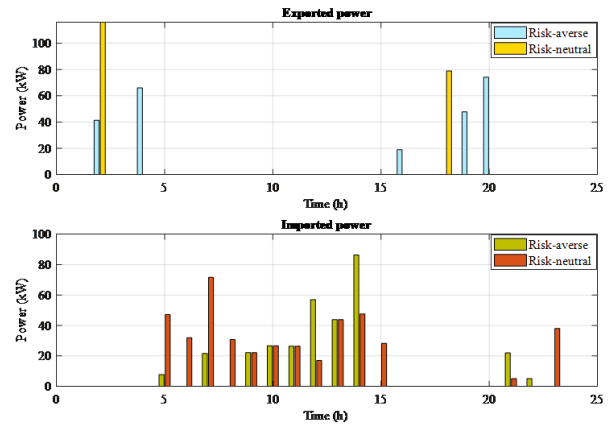 Exported power
Power (kW)
100
80
60
40
20
0
Risk-averse
Risk-neutral
0 5 10 15 20 25
Time (h)
Imported power
Power (kW)
100
80
60
40
20
0
Risk-averse
Risk-neutral
0 5 10 15 20 25
Time (h)